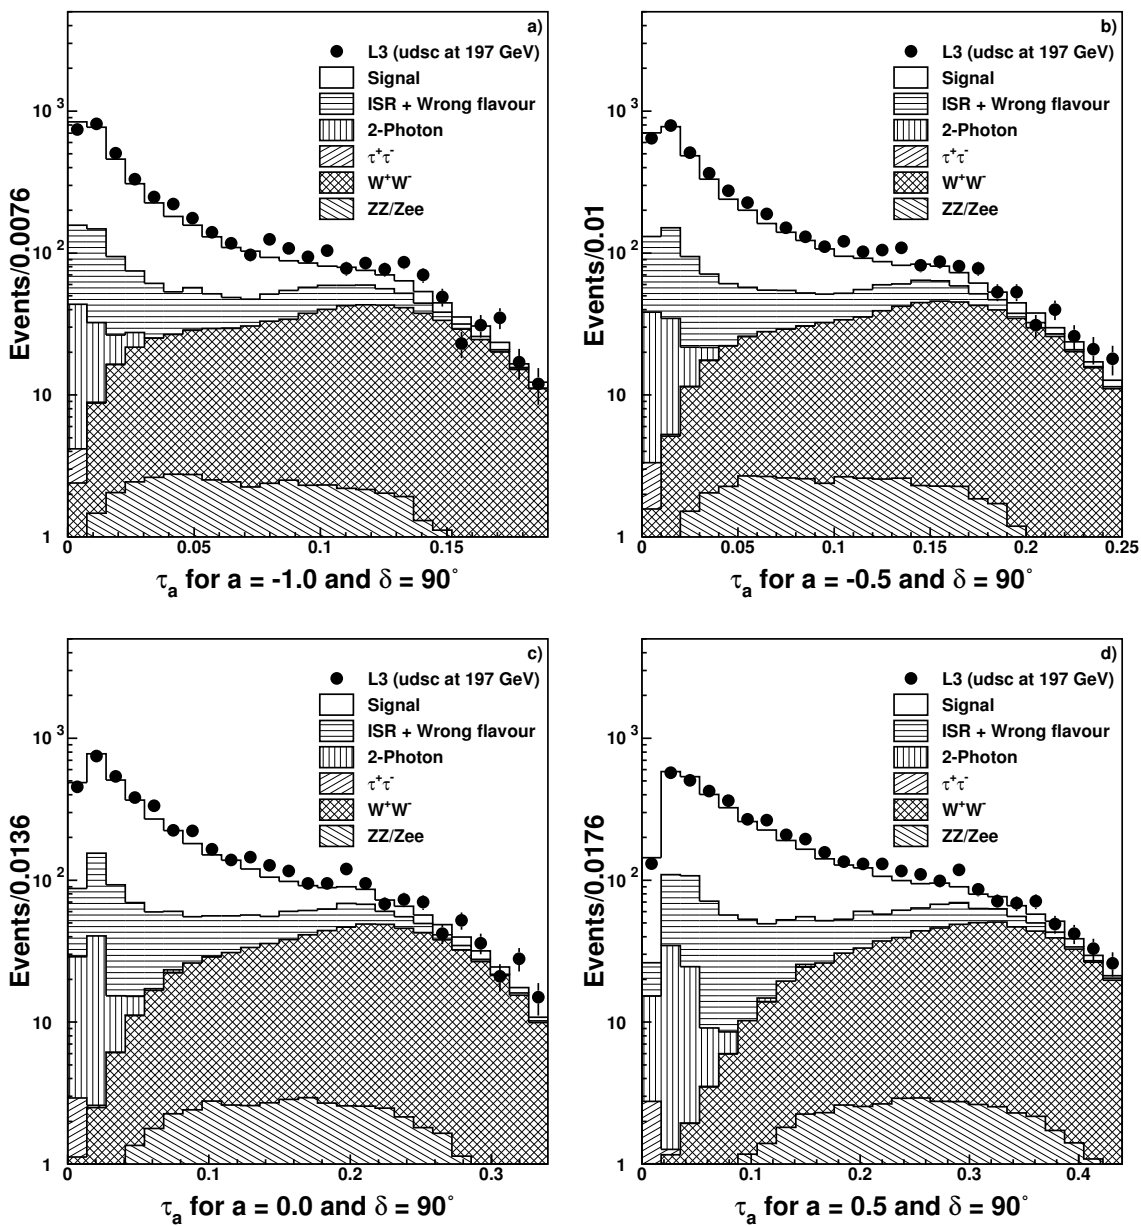 a)
L3 (udsc at 197 GeV)
Signal
ISR + Wrong flavour
2-Photon
τ⁺τ⁻
W⁺W⁻
ZZ/Zee
Events/0.0076
10³
10²
10
1
0 0.05 0.1 0.15
τₐ for a = -1.0 and δ = 90°
b)
L3 (udsc at 197 GeV)
Signal
ISR + Wrong flavour
2-Photon
τ⁺τ⁻
W⁺W⁻
ZZ/Zee
Events/0.01
10³
10²
10
1
0 0.05 0.1 0.15 0.2 0.25
τₐ for a = -0.5 and δ = 90°
c)
L3 (udsc at 197 GeV)
Signal
ISR + Wrong flavour
2-Photon
τ⁺τ⁻
W⁺W⁻
ZZ/Zee
Events/0.0136
10³
10²
10
1
0 0.1 0.2 0.3
τₐ for a = 0.0 and δ = 90°
d)
L3 (udsc at 197 GeV)
Signal
ISR + Wrong flavour
2-Photon
τ⁺τ⁻
W⁺W⁻
ZZ/Zee
Events/0.0176
10³
10²
10
1
0 0.1 0.2 0.3 0.4
τₐ for a = 0.5 and δ = 90°